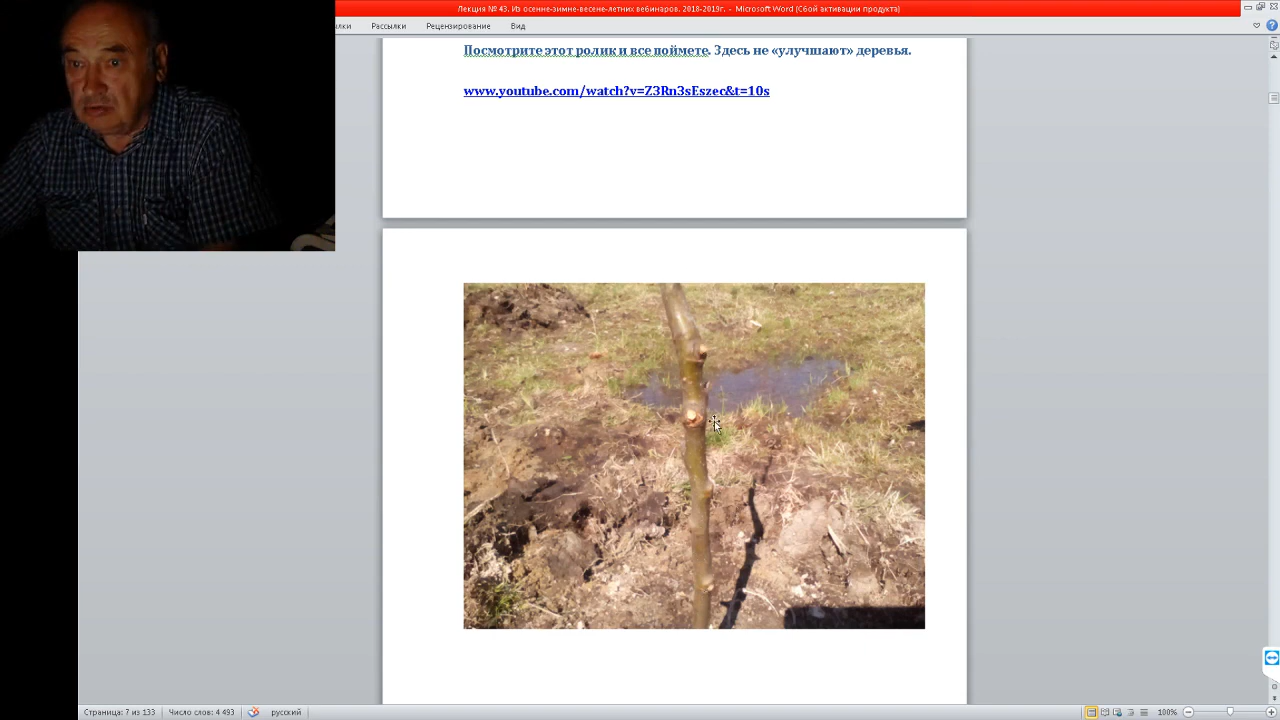 Лекция № 43. Из осенне-зимне-весене-летних вебинаров. 2018-2019г. - Microsoft Word (Сбой активации продукта)
лки Рассылки Рецензирование Вид
Посмотрите этот ролик и все поймете. Здесь не «улучшают» деревья.
www.youtube.com/watch?v=Z3Rn3sEszec&t=10s
Страница: 7 из 133 Число слов: 4 493 русский 100%